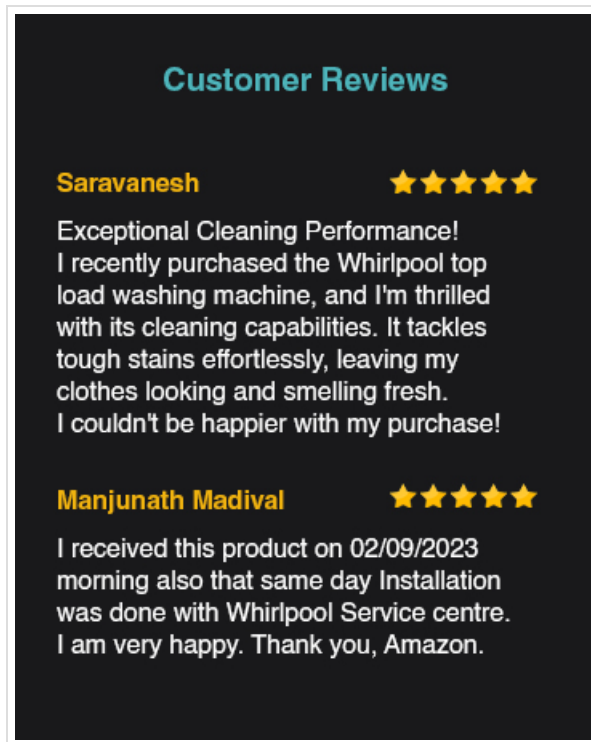 Customer Reviews
Saravanesh
Exceptional Cleaning Performance!
I recently purchased the Whirlpool top
load washing machine, and I'm thrilled
with its cleaning capabilities. It tackles
tough stains effortlessly, leaving my
clothes looking and smelling fresh.
I couldn't be happier with my purchase!
Manjunath Madival
I received this product on 02/09/2023
morning also that same day Installation
was done with Whirlpool Service centre.
I am very happy. Thank you, Amazon.